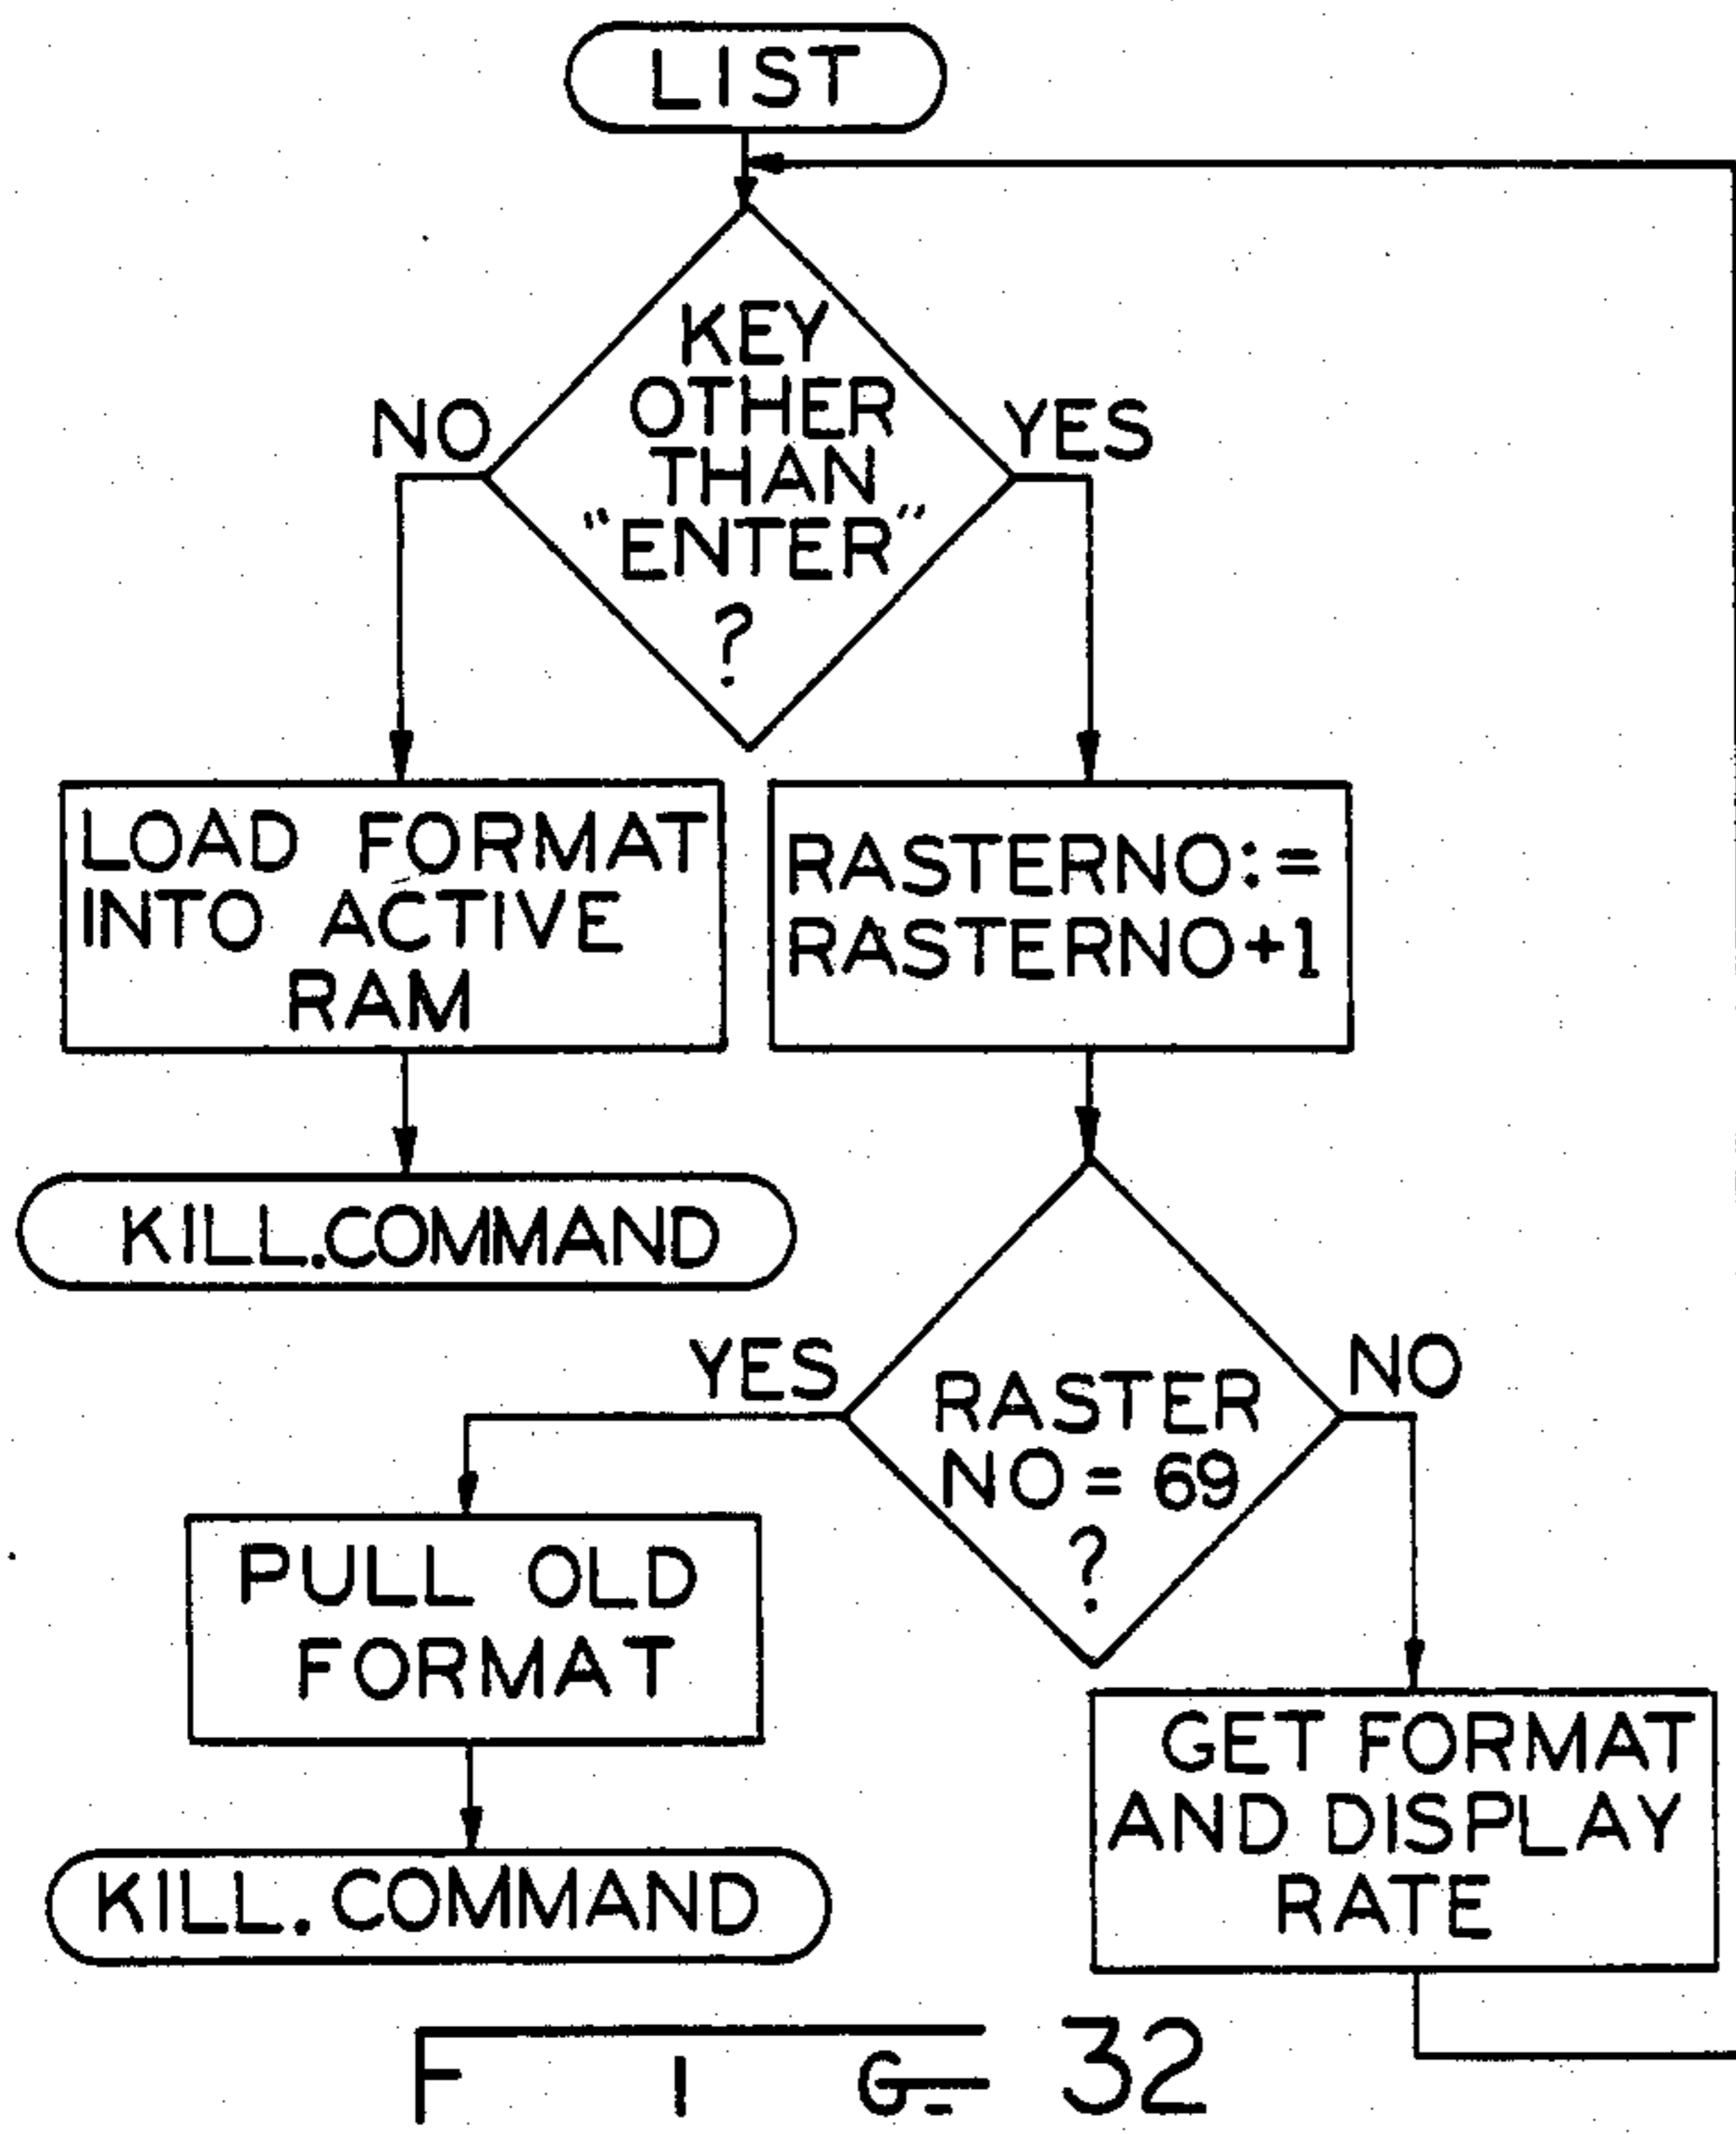 LIST
KEY
OTHER
THAN
"ENTER"
?
NO
YES
LOAD FORMAT
INTO ACTIVE
RAM
RASTERNO:=
RASTERNO+1
KILL.COMMAND
YES
RASTER
NO = 69
?
NO
PULL OLD
FORMAT
GET FORMAT
AND DISPLAY
RATE
KILL. COMMAND
FIG. 32